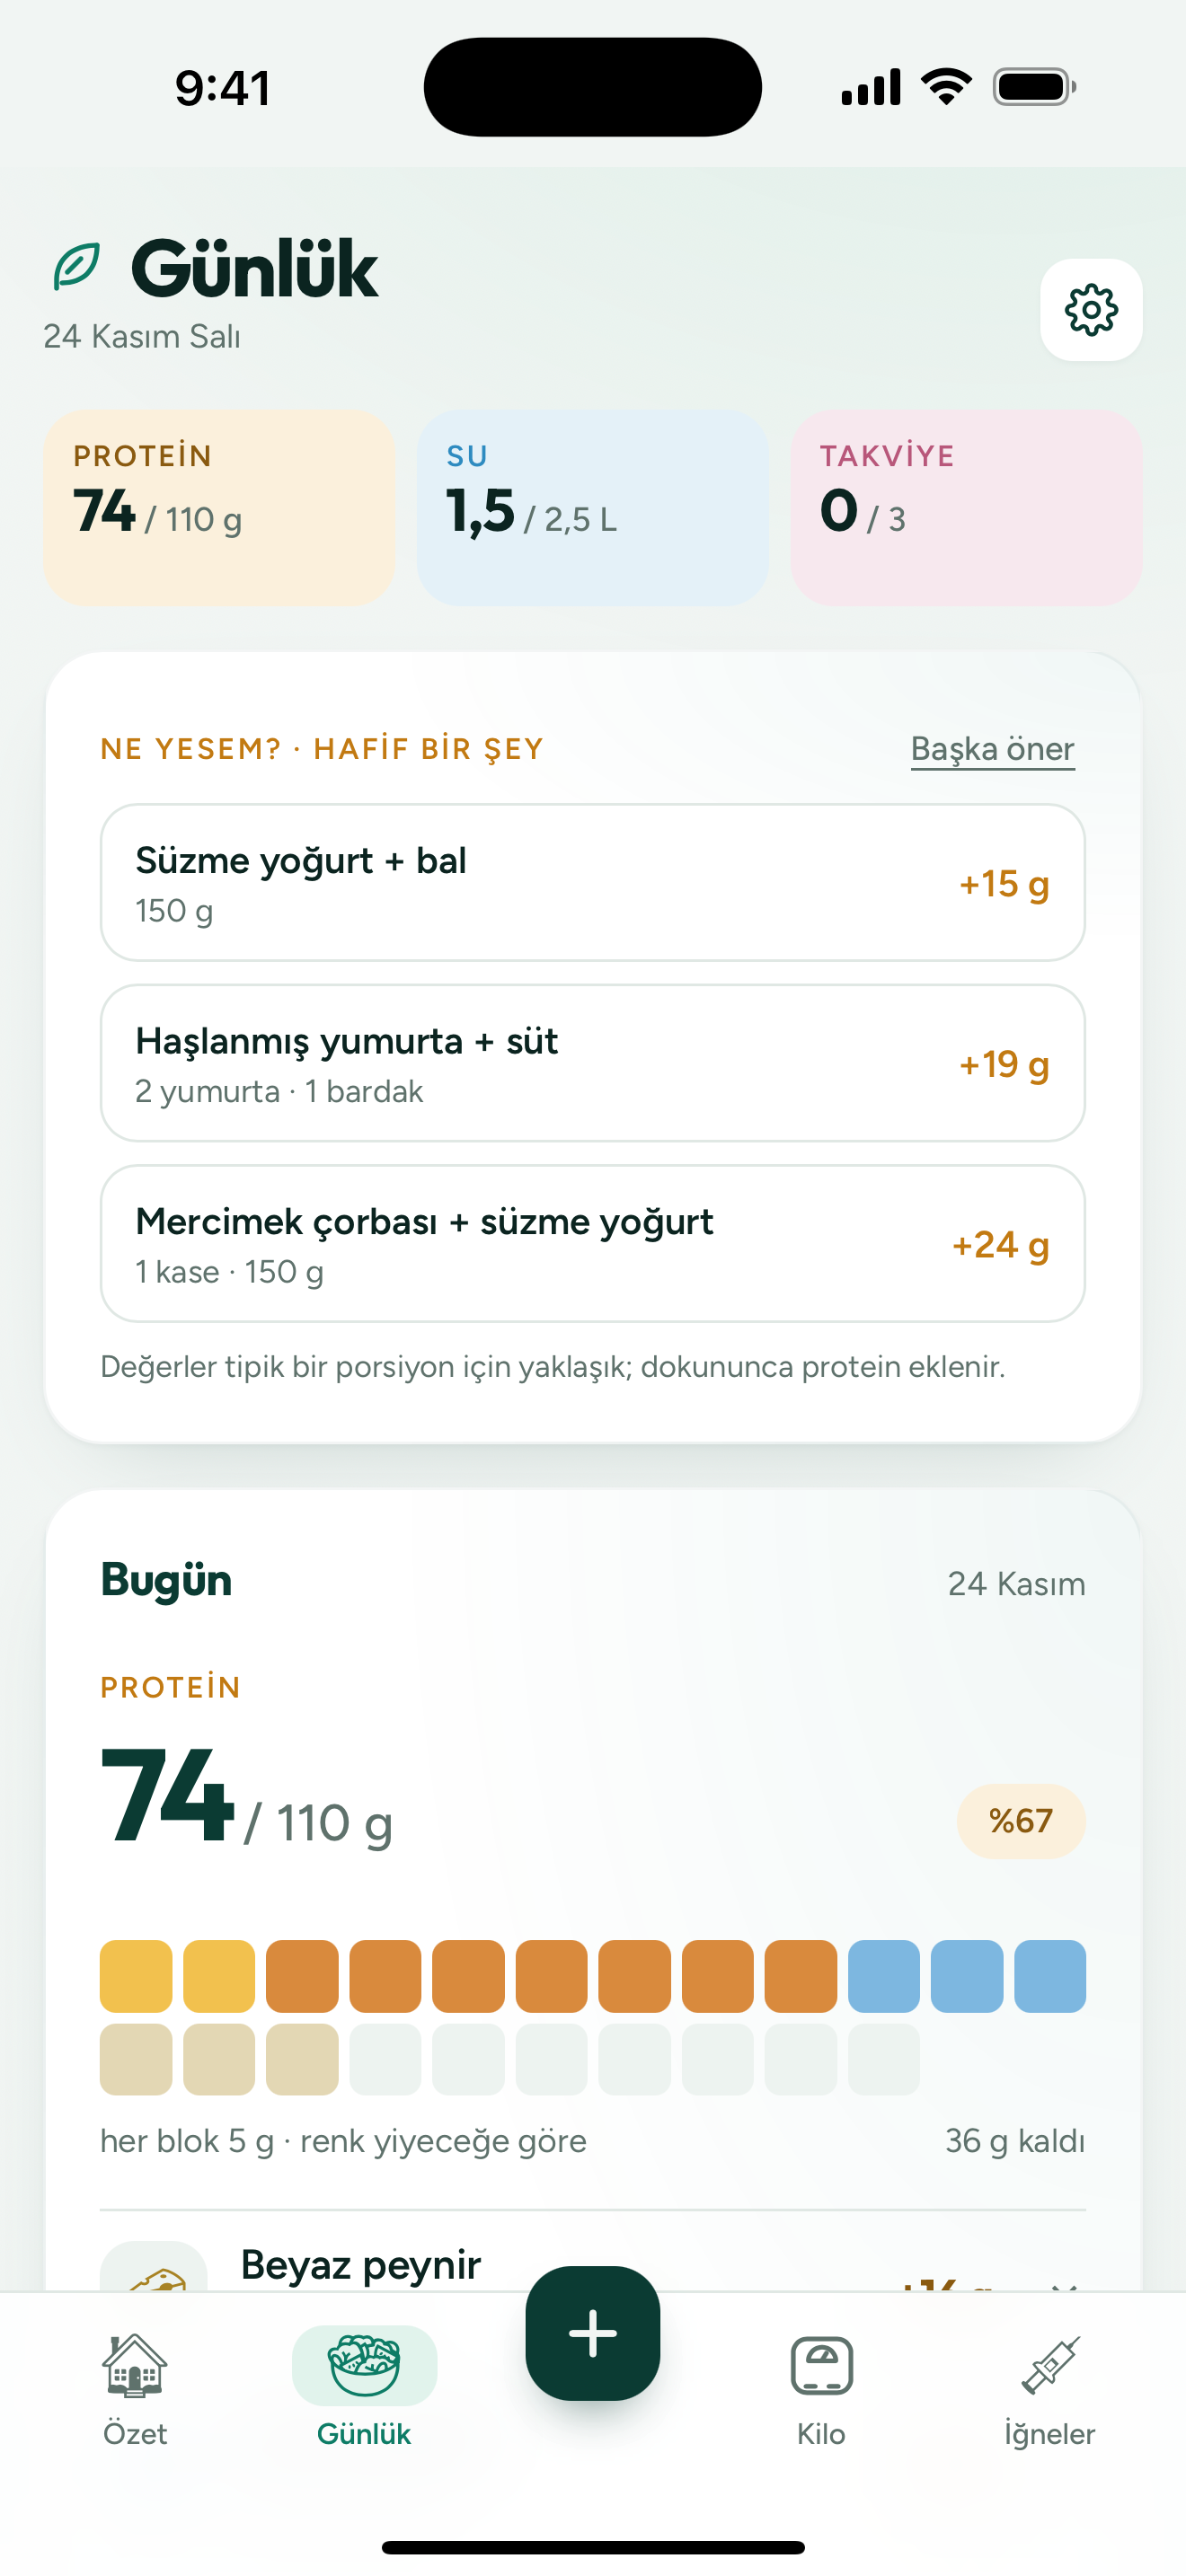 9:41
Günlük
24 Kasım Salı
PROTEİN
74 / 110 g
SU
1,5 / 2,5 L
TAKVİYE
0 / 3
NE YESEM? · HAFİF BİR ŞEY
Başka öner
Süzme yoğurt + bal
150 g
+15 g
Haşlanmış yumurta + süt
2 yumurta · 1 bardak
+19 g
Mercimek çorbası + süzme yoğurt
1 kase · 150 g
+24 g
Değerler tipik bir porsiyon için yaklaşık; dokununca protein eklenir.
Bugün
24 Kasım
PROTEİN
74 / 110 g
%67
her blok 5 g · renk yiyeceğe göre
36 g kaldı
Beyaz peynir
Özet
Günlük
Kilo
İğneler